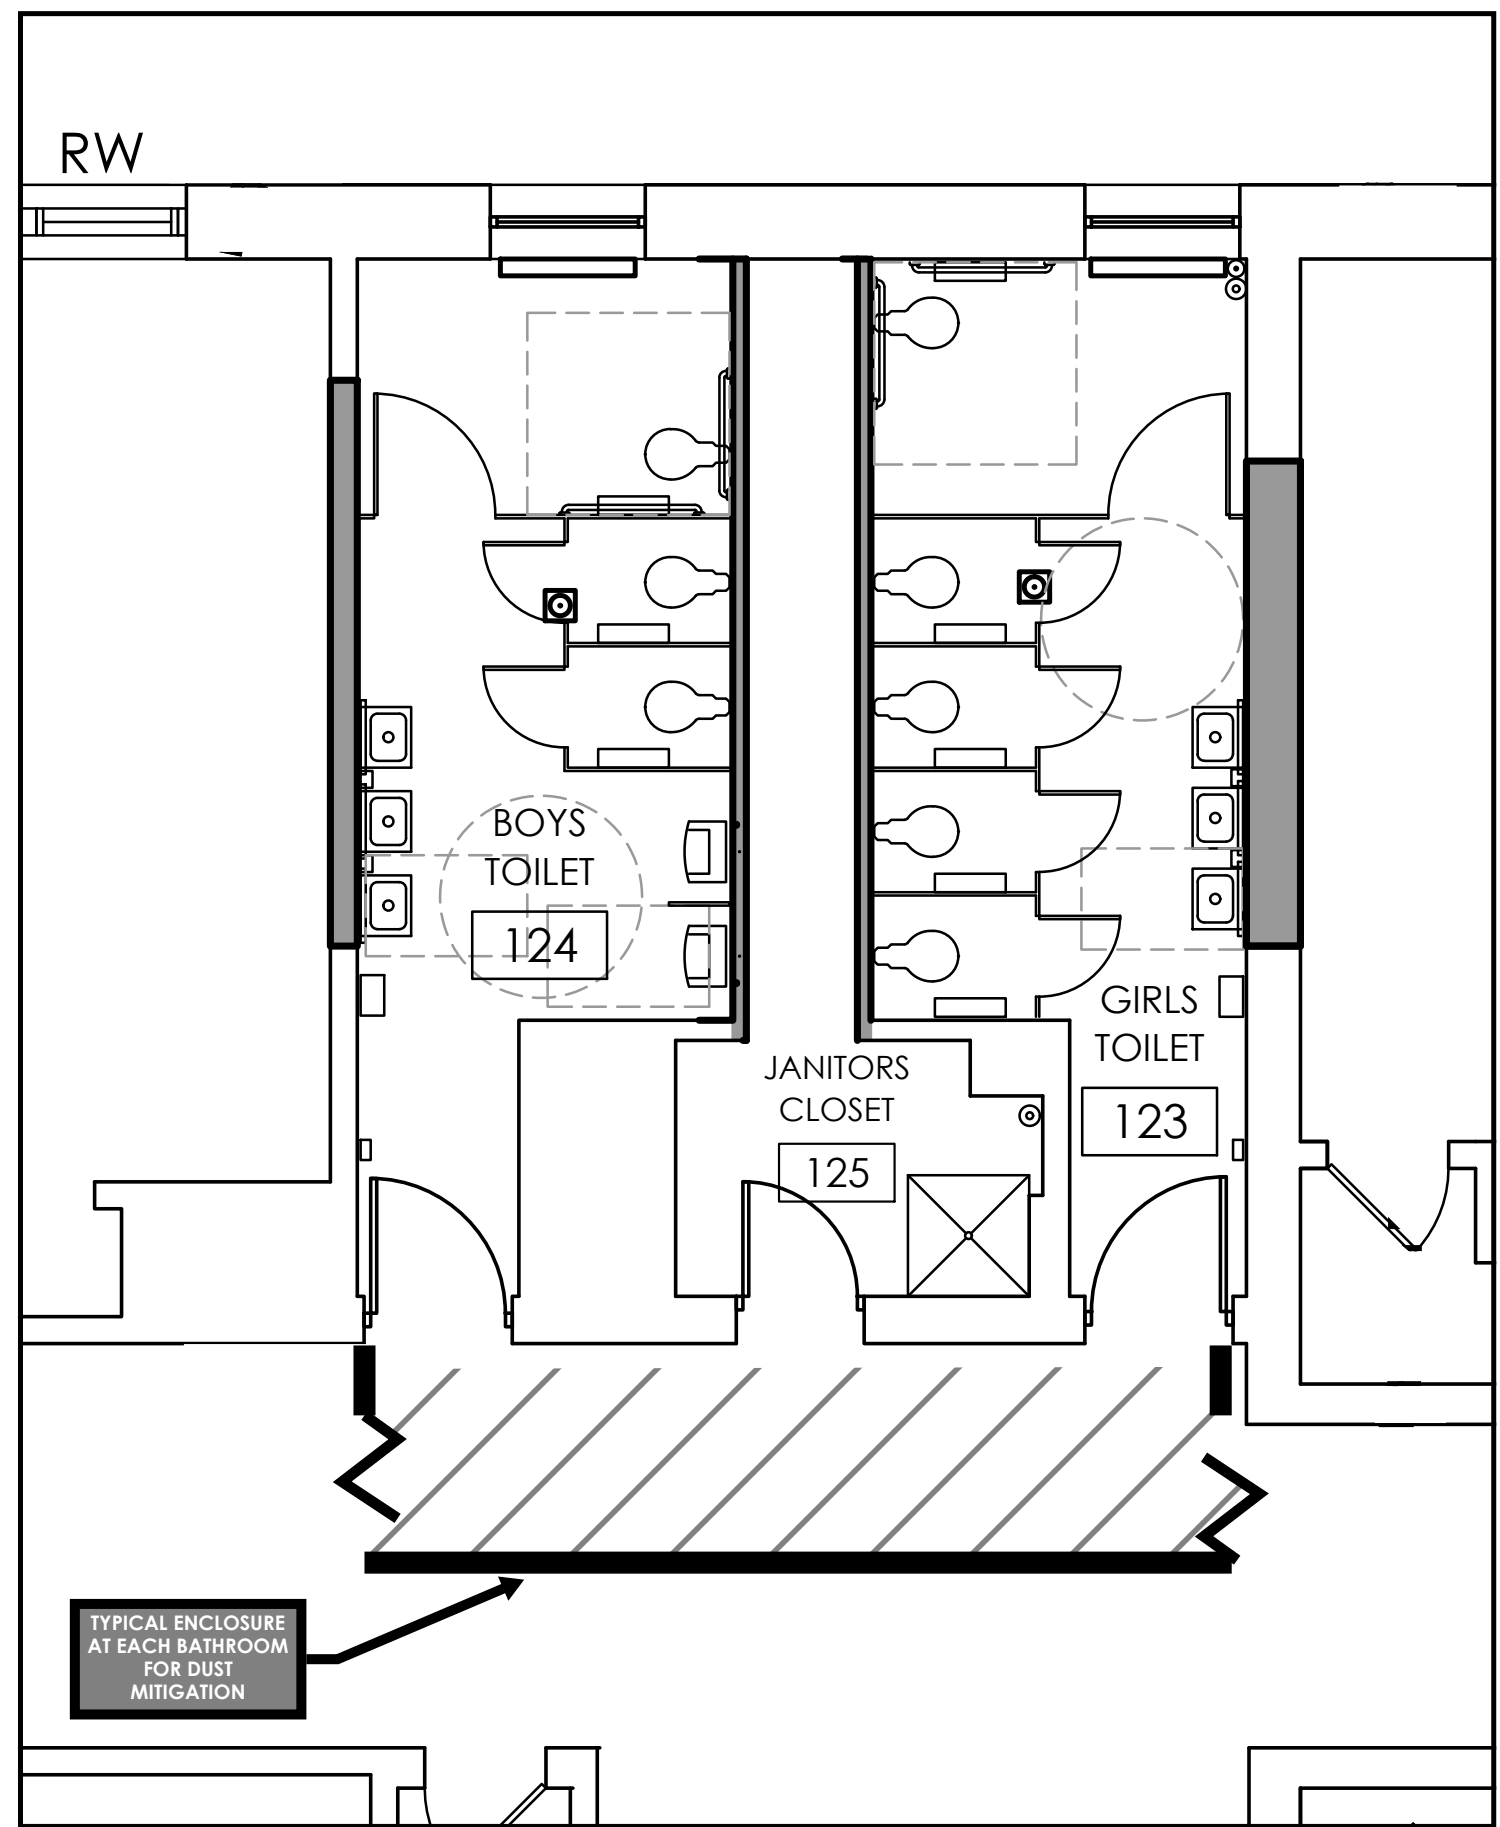 RW
BOYS
TOILET
124
GIRLS
TOILET
123
JANITORS
CLOSET
125
TYPICAL ENCLOSURE
AT EACH BATHROOM
FOR DUST
MITIGATION